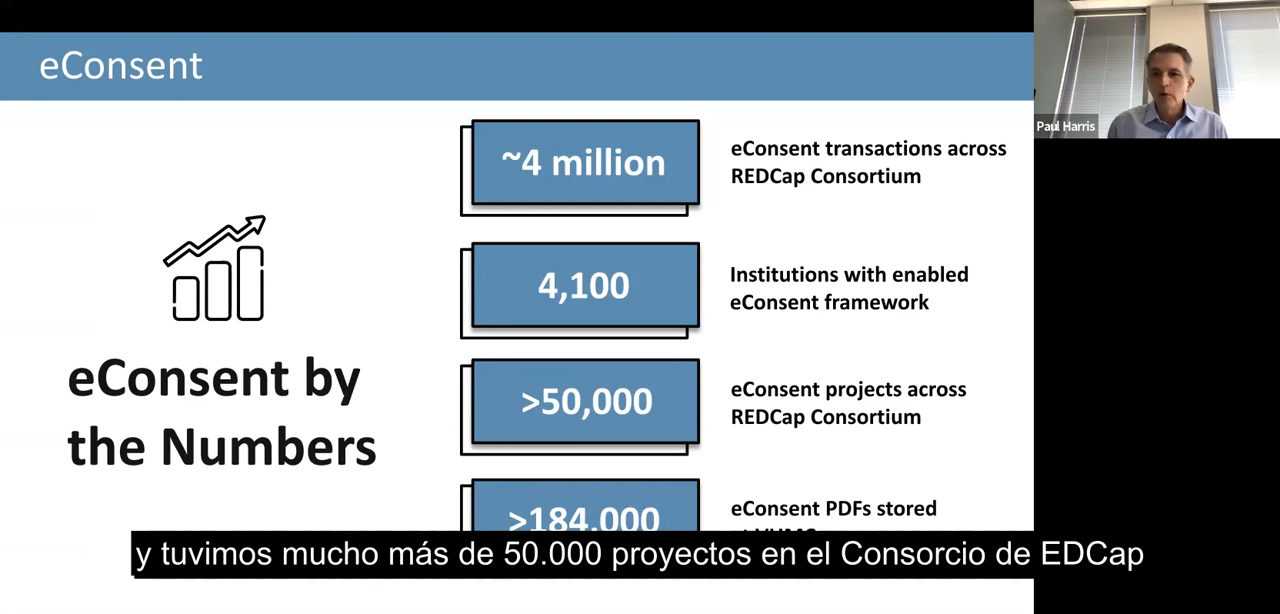 eConsent
Paul Harris
~4 million
eConsent transactions across
REDCap Consortium
4,100
Institutions with enabled
eConsent framework
eConsent by
the Numbers
>50,000
eConsent projects across
REDCap Consortium
>184,000
eConsent PDFs stored
y tuvimos mucho más de 50.000 proyectos en el Consorcio de EDCap